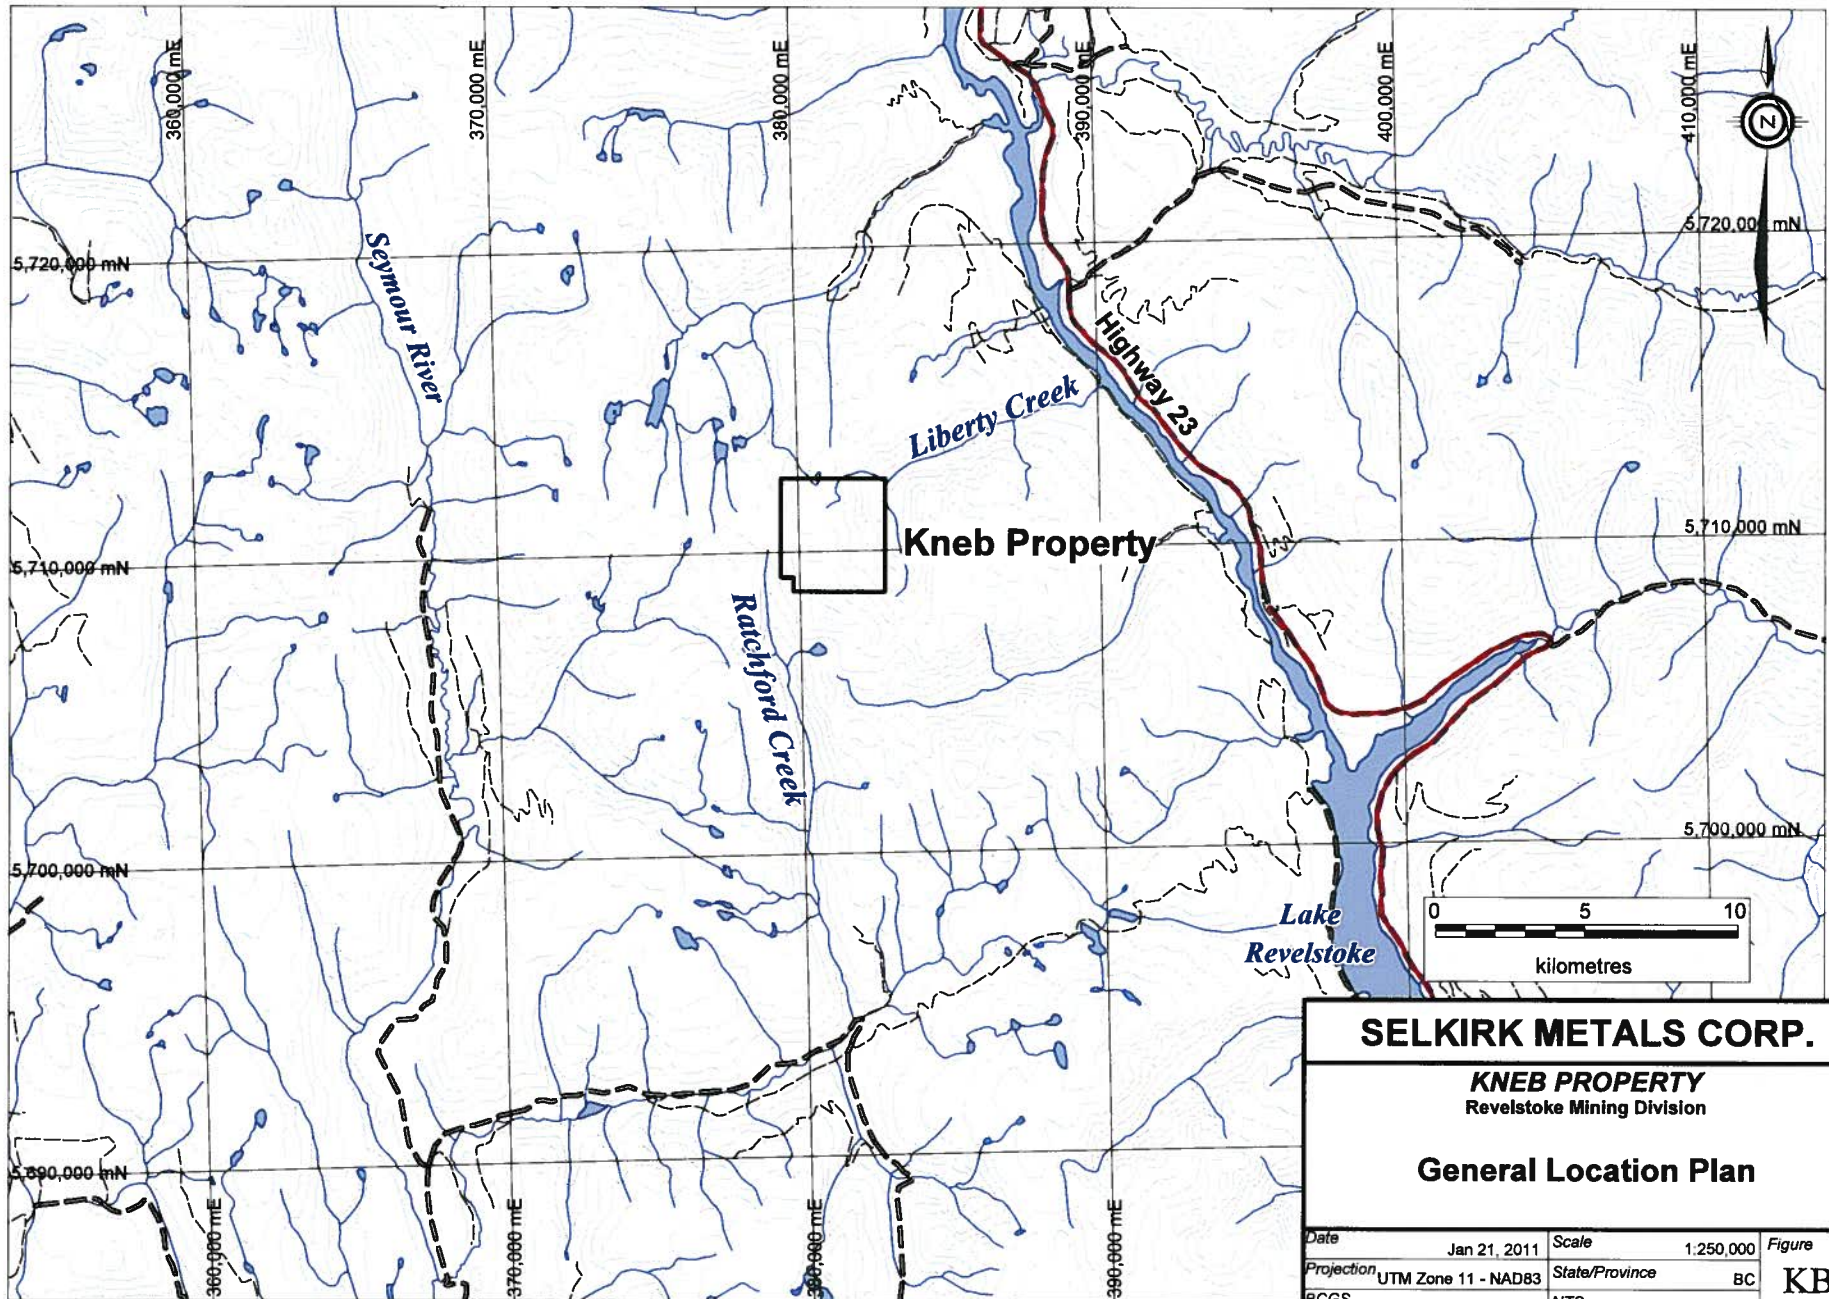 360,000 mE
370,000 mE
380,000 mE
390,000 mE
400,000 mE
410,000 mE
N
5,720,000 mN
5,720,000 mN
Seymour River
Highway 23
Liberty Creek
Kneb Property
5,710,000 mN
5,710,000 mN
Ratchford Creek
5,700,000 mN
5,700,000 mN
Lake
Revelstoke
0 5 10
kilometres
5,690,000 mN
360,000 mE
370,000 mE
380,000 mE
390,000 mE
SELKIRK METALS CORP.
KNEB PROPERTY
Revelstoke Mining Division
General Location Plan
Date Jan 21, 2011 Scale 1:250,000 Figure
Projection UTM Zone 11 - NAD83 State/Province BC KB
BCGS NTS